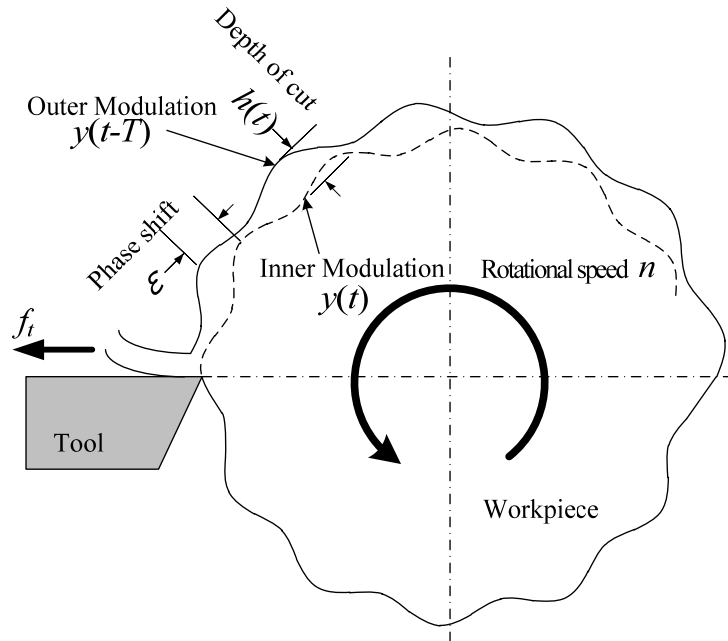 Depth of cut
h(t)
Outer Modulation
y(t-T)
Phase shift
ε
Inner Modulation
y(t)
Rotational speed n
f_t
Tool
Workpiece